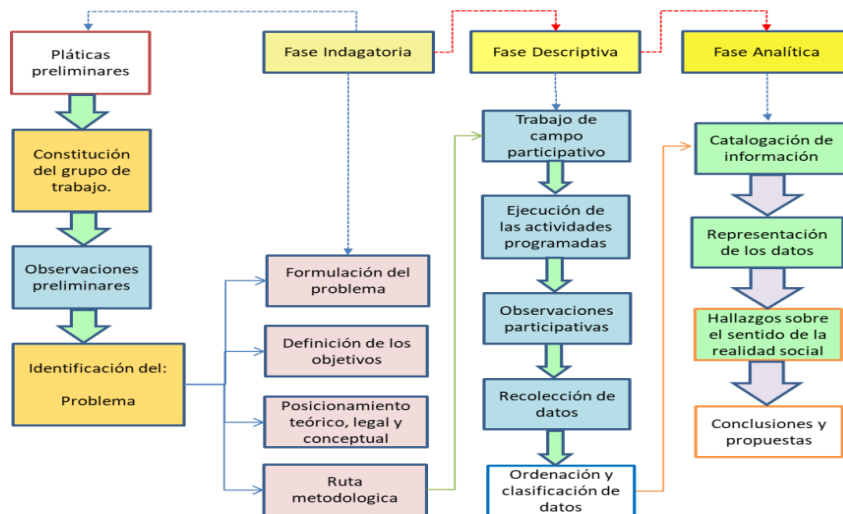 Pláticas
preliminares
Constitución
del grupo de
trabajo.
Observaciones
preliminares
Identificación del:
Problema
Fase Indagatoria
Formulación del
problema
Definición de los
objetivos
Posicionamiento
teórico, legal y
conceptual
Ruta
metodologica
Fase Descriptiva
Trabajo de
campo
participativo
Ejecución de
las actividades
programadas
Observaciones
participativas
Recolección de
datos
Ordenación y
clasificación de
datos
Fase Analítica
Catalogación de
información
Representación
de los datos
Hallazgos sobre
el sentido de la
realidad social
Conclusiones y
propuestas